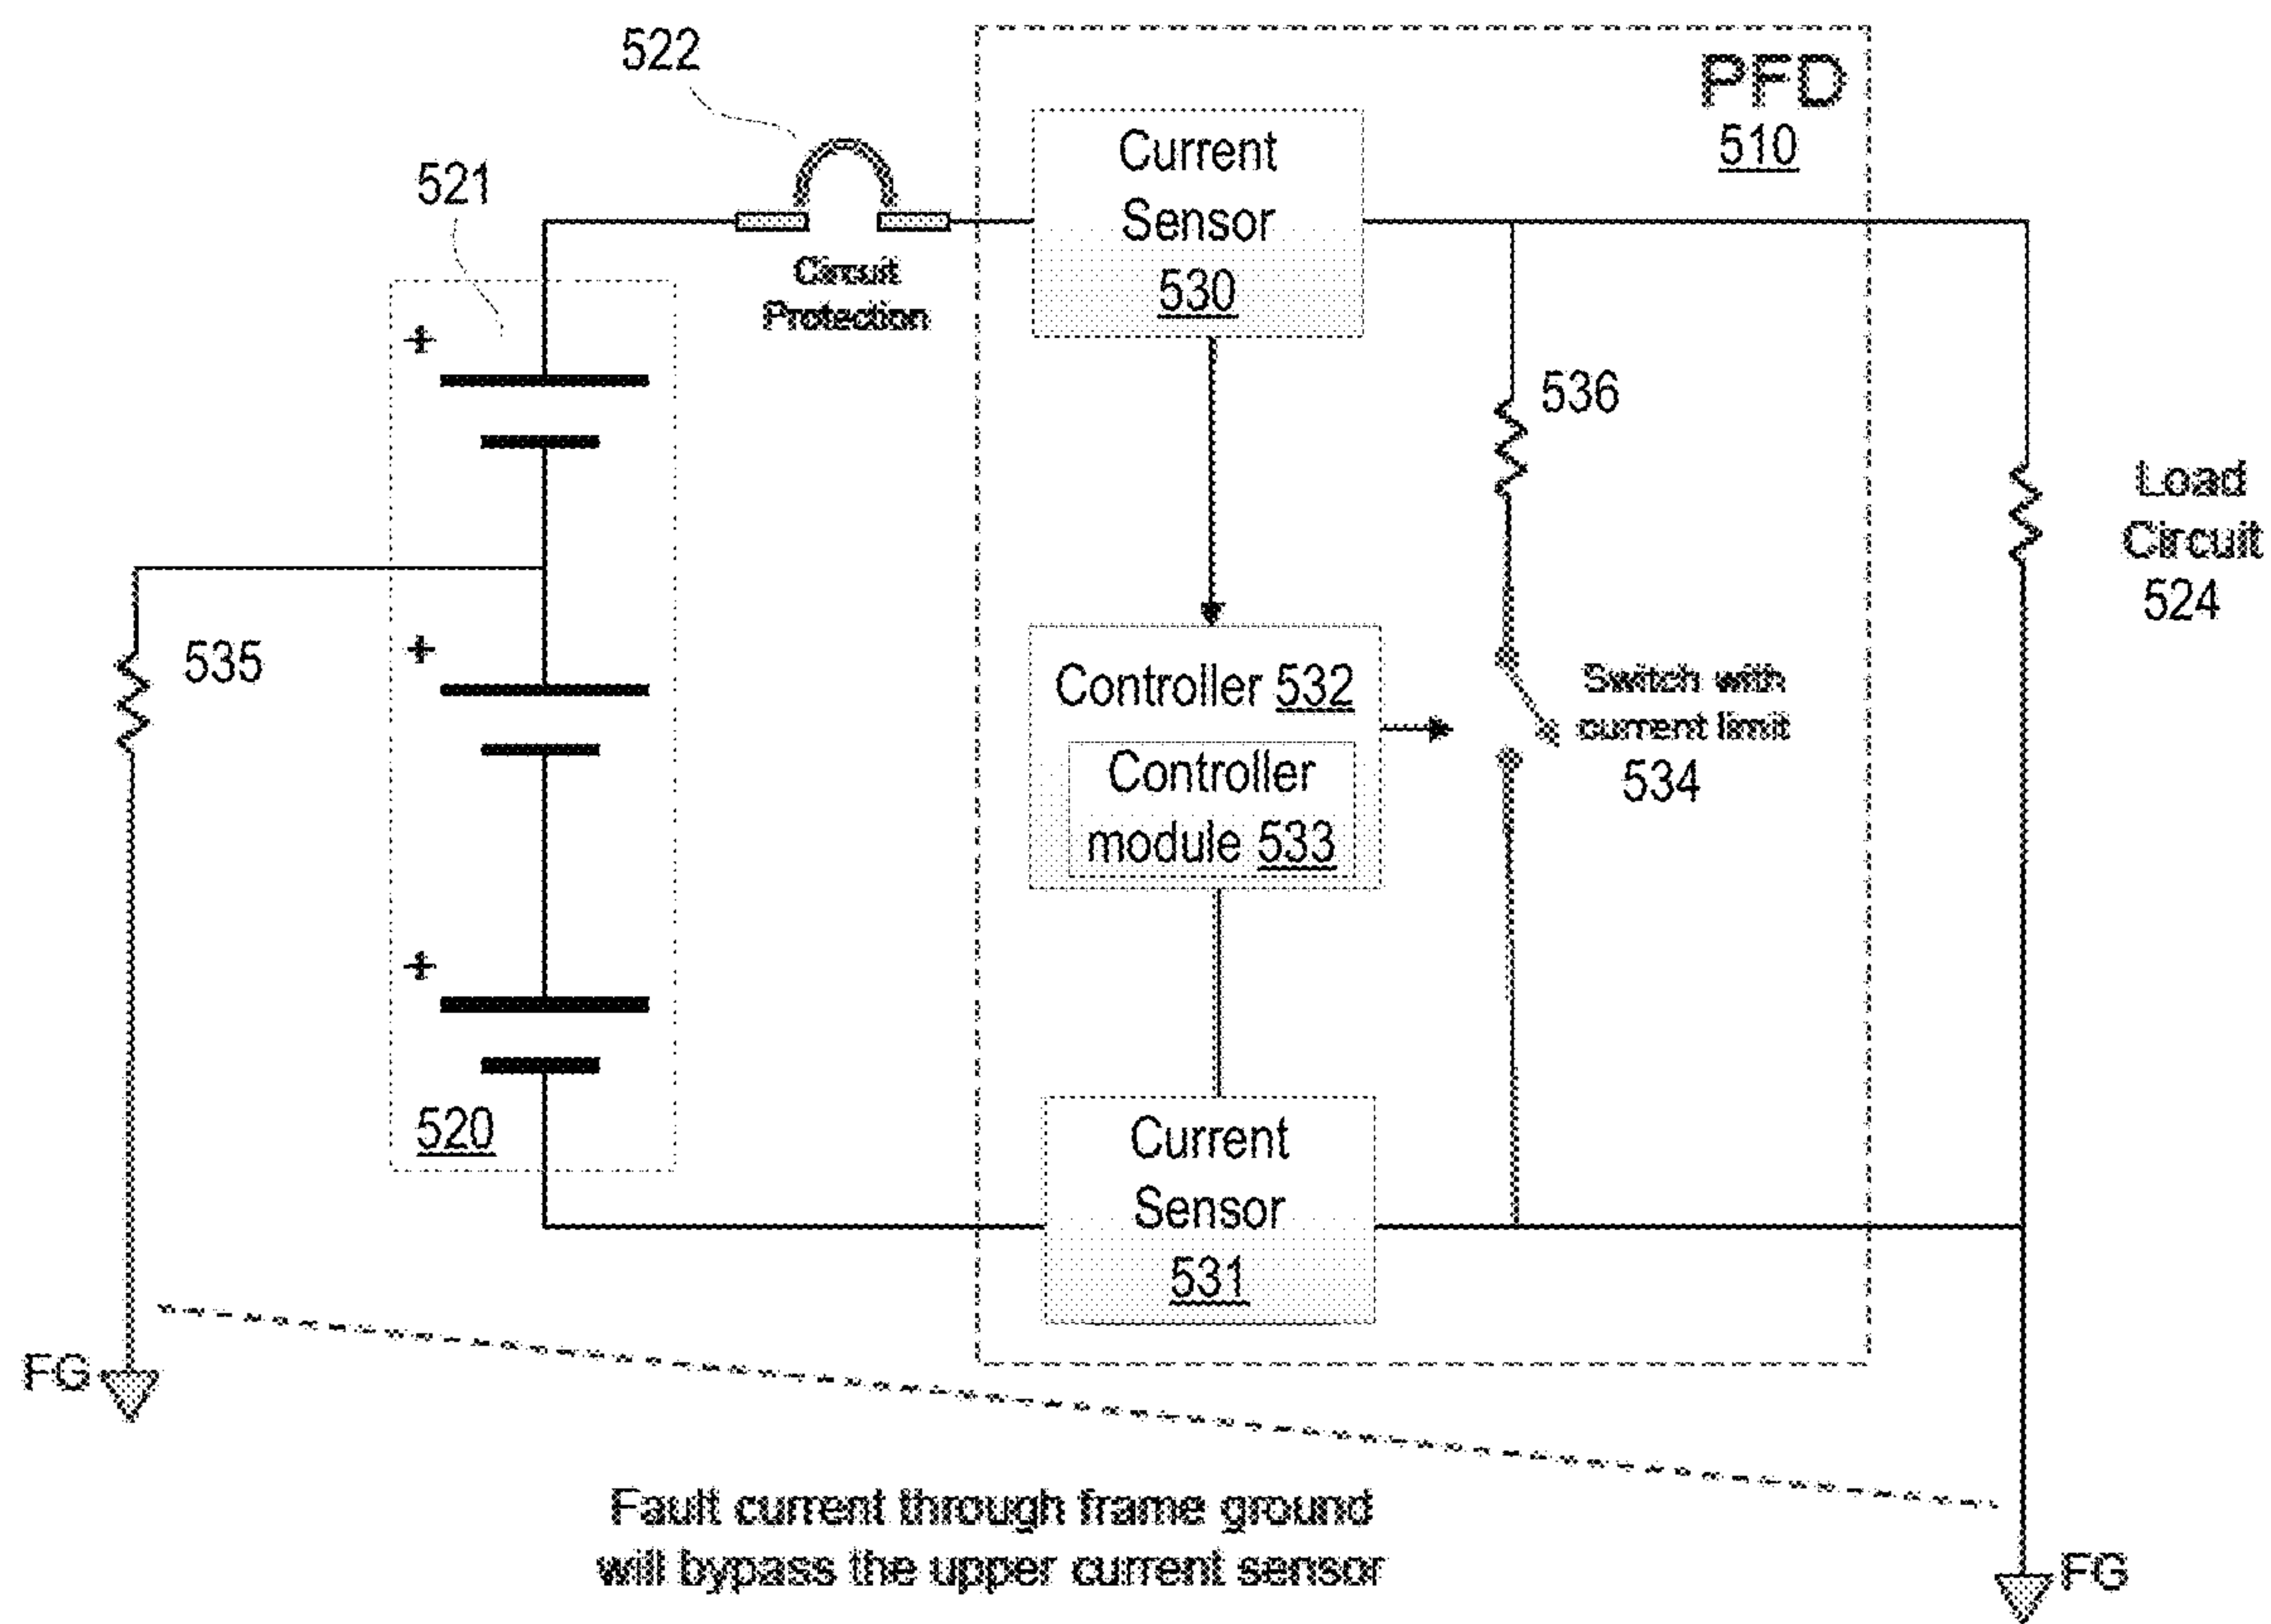 522
PFD
510
521
Current
Sensor
530
Circuit
Protection
+
536
Load
Circuit
524
535
+
Controller 532
Controller
module 533
Switch with
current limit
534
+
520
Current
Sensor
531
FG
Fault current through frame ground
will bypass the upper current sensor
FG